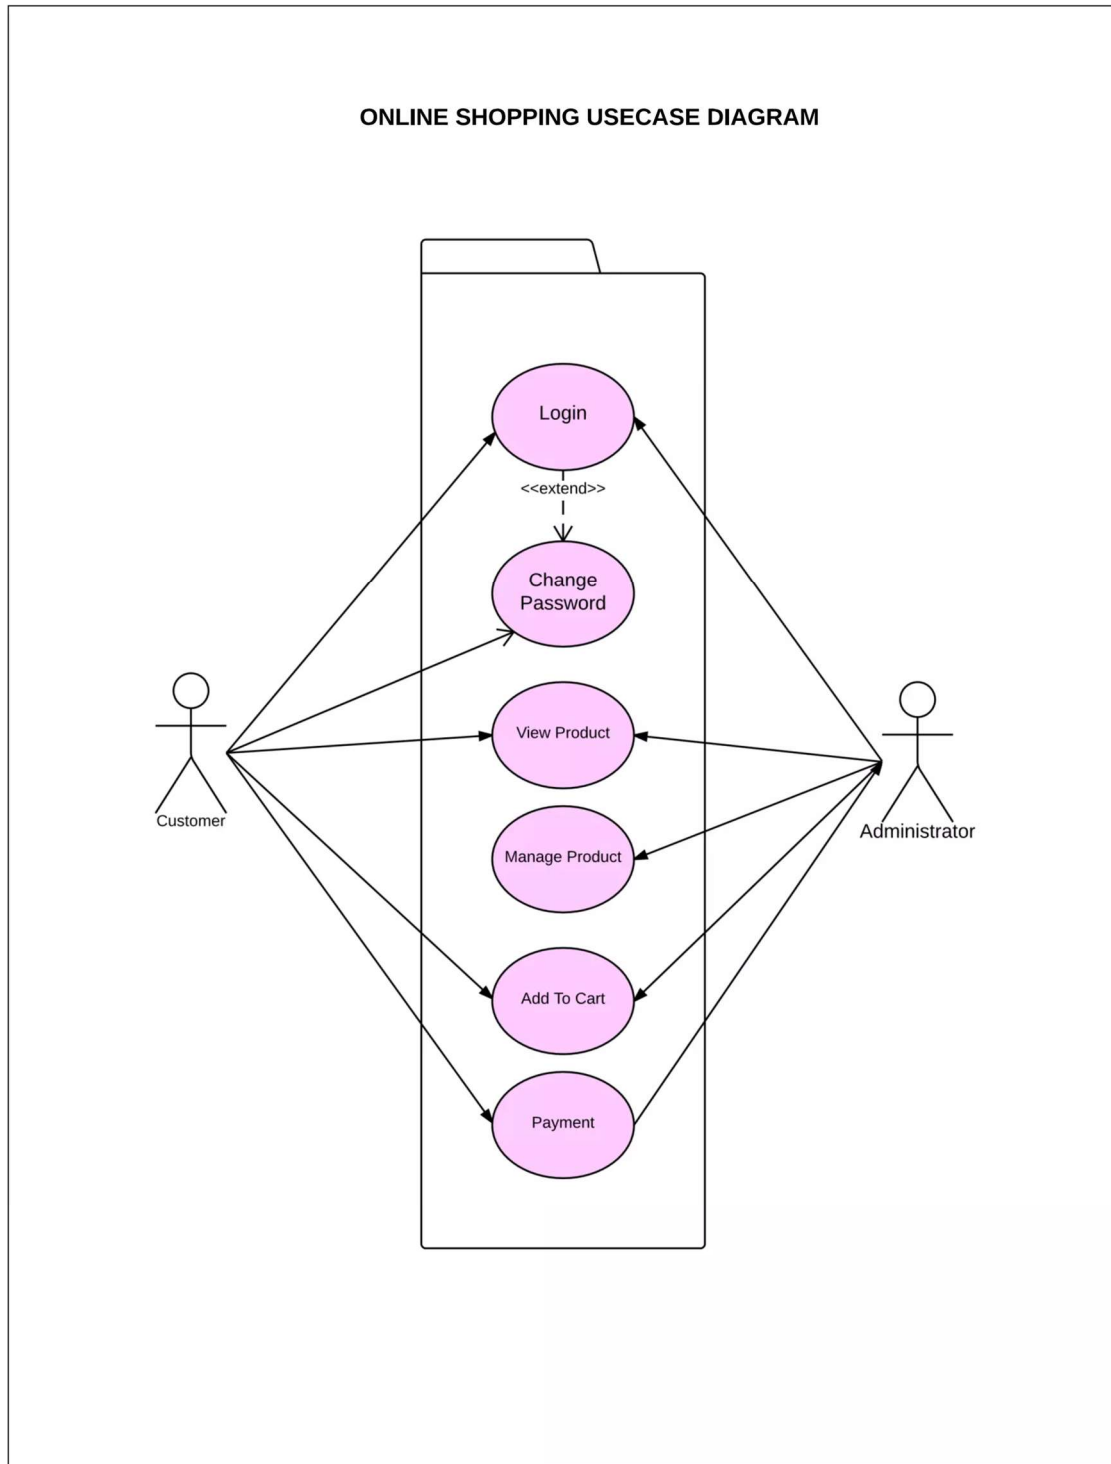 ONLINE SHOPPING USECASE DIAGRAM
Login
<<extend>>
Change
Password
View Product
Manage Product
Customer
Administrator
Add To Cart
Payment